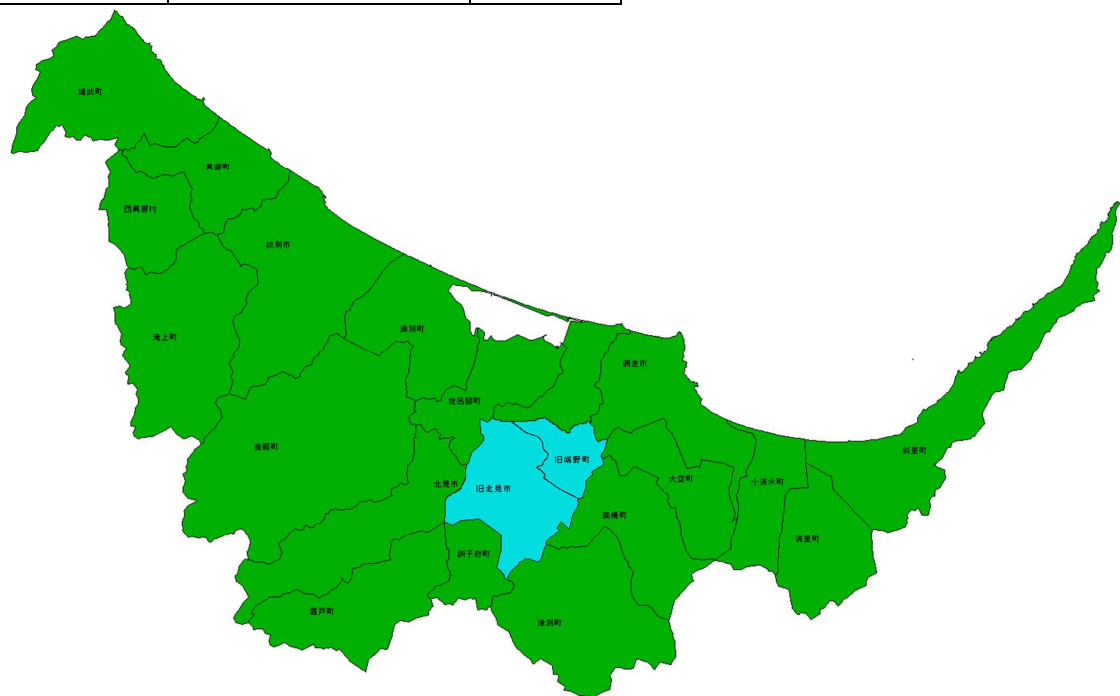 雄武町
興部町
西興部村
紋別市
滝上町
湧別町
網走市
佐呂間町
遠軽町
旧端野町
斜里町
北見市
旧北見市
大空町
小清水町
美幌町
清里町
訓子府町
置戸町
津別町